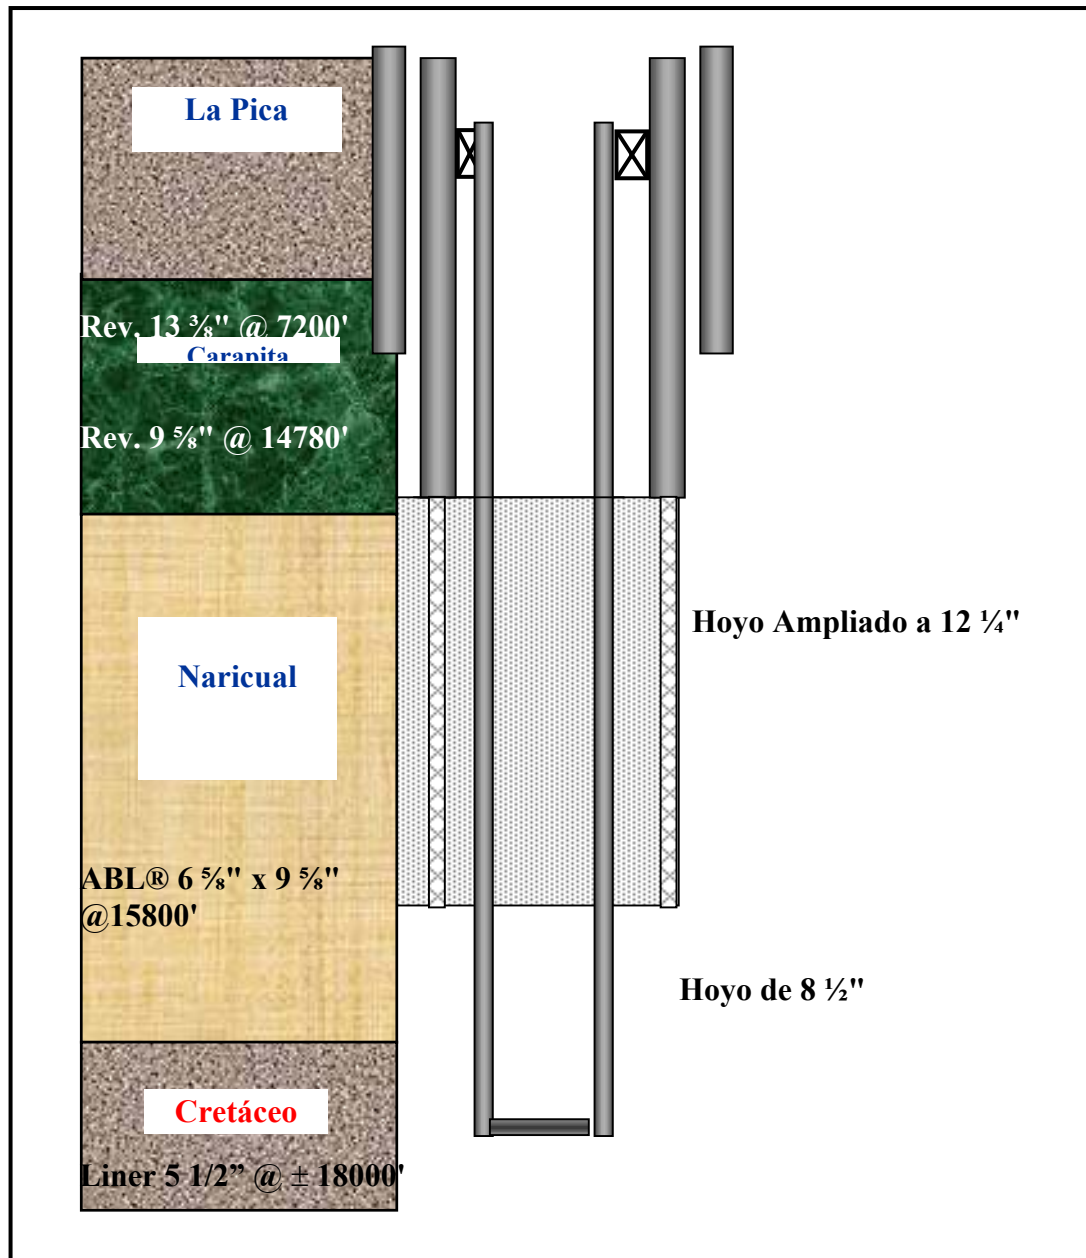 La Pica
Rev. 13 ⅜" @ 7200'
Carapita
Rev. 9 ⅝" @ 14780'
Hoyo Ampliado a 12 ¼"
Naricual
ABL® 6 ⅝" x 9 ⅝"
@15800'
Hoyo de 8 ½"
Cretáceo
Liner 5 1/2” @ ± 18000'